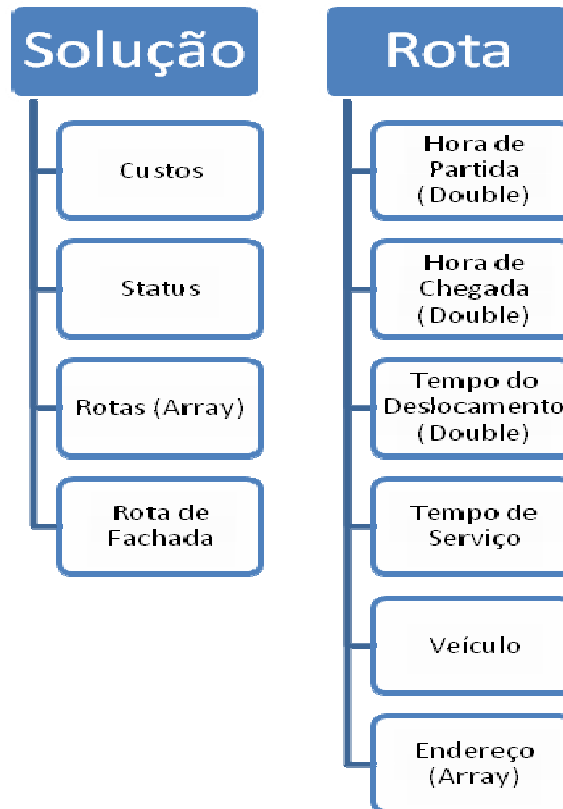 Solução
Custos
Status
Rotas (Array)
Rota de
Fachada
Rota
Hora de
Partida
(Double)
Hora de
Chegada
(Double)
Tempo do
Deslocamento
(Double)
Tempo de
Serviço
Veículo
Endereço
(Array)